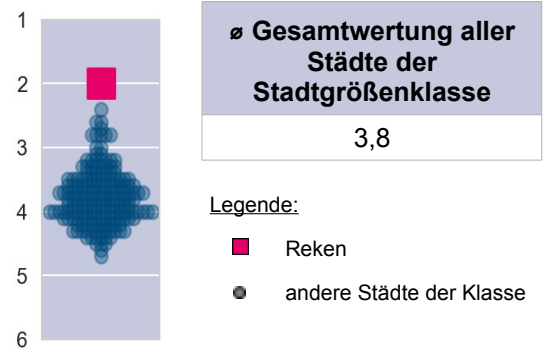 1
2
3
4
5
6
⌀ Gesamtwertung aller
Städte der
Stadtgrößenklasse
3,8
Legende:
Reken
andere Städte der Klasse